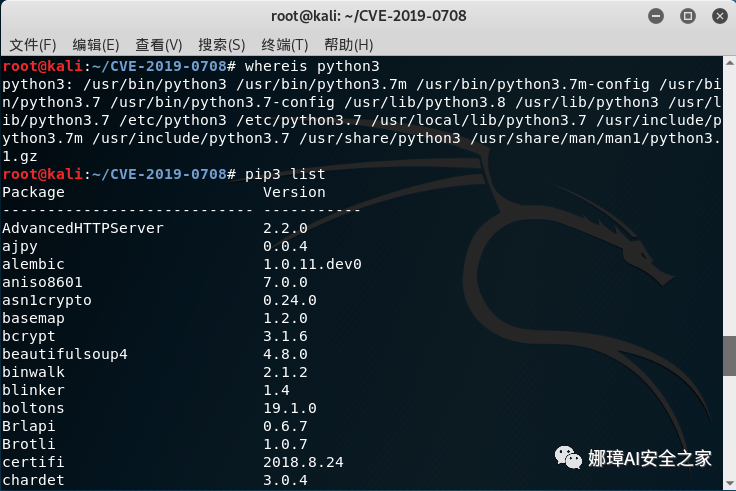 root@kali: ~/CVE-2019-0708
文件(F) 编辑(E) 查看(V) 搜索(S) 终端(T) 帮助(H)
root@kali:~/CVE-2019-0708# whereis python3
python3: /usr/bin/python3 /usr/bin/python3.7m /usr/bin/python3.7m-config /usr/bi
n/python3.7 /usr/bin/python3.7-config /usr/lib/python3.8 /usr/lib/python3 /usr/l
ib/python3.7 /etc/python3 /etc/python3.7 /usr/local/lib/python3.7 /usr/include/p
ython3.7m /usr/include/python3.7 /usr/share/python3 /usr/share/man/man1/python3.
1.gz
root@kali:~/CVE-2019-0708# pip3 list
Package Version
---------------------------- -----------
AdvancedHTTPServer 2.2.0
ajpy 0.0.4
alembic 1.0.11.dev0
aniso8601 7.0.0
asn1crypto 0.24.0
basemap 1.2.0
bcrypt 3.1.6
beautifulsoup4 4.8.0
binwalk 2.1.2
blinker 1.4
boltons 19.1.0
Brlapi 0.6.7
Brotli 1.0.7
certifi 2018.8.24
chardet 3.0.4
娜璋AI安全之家